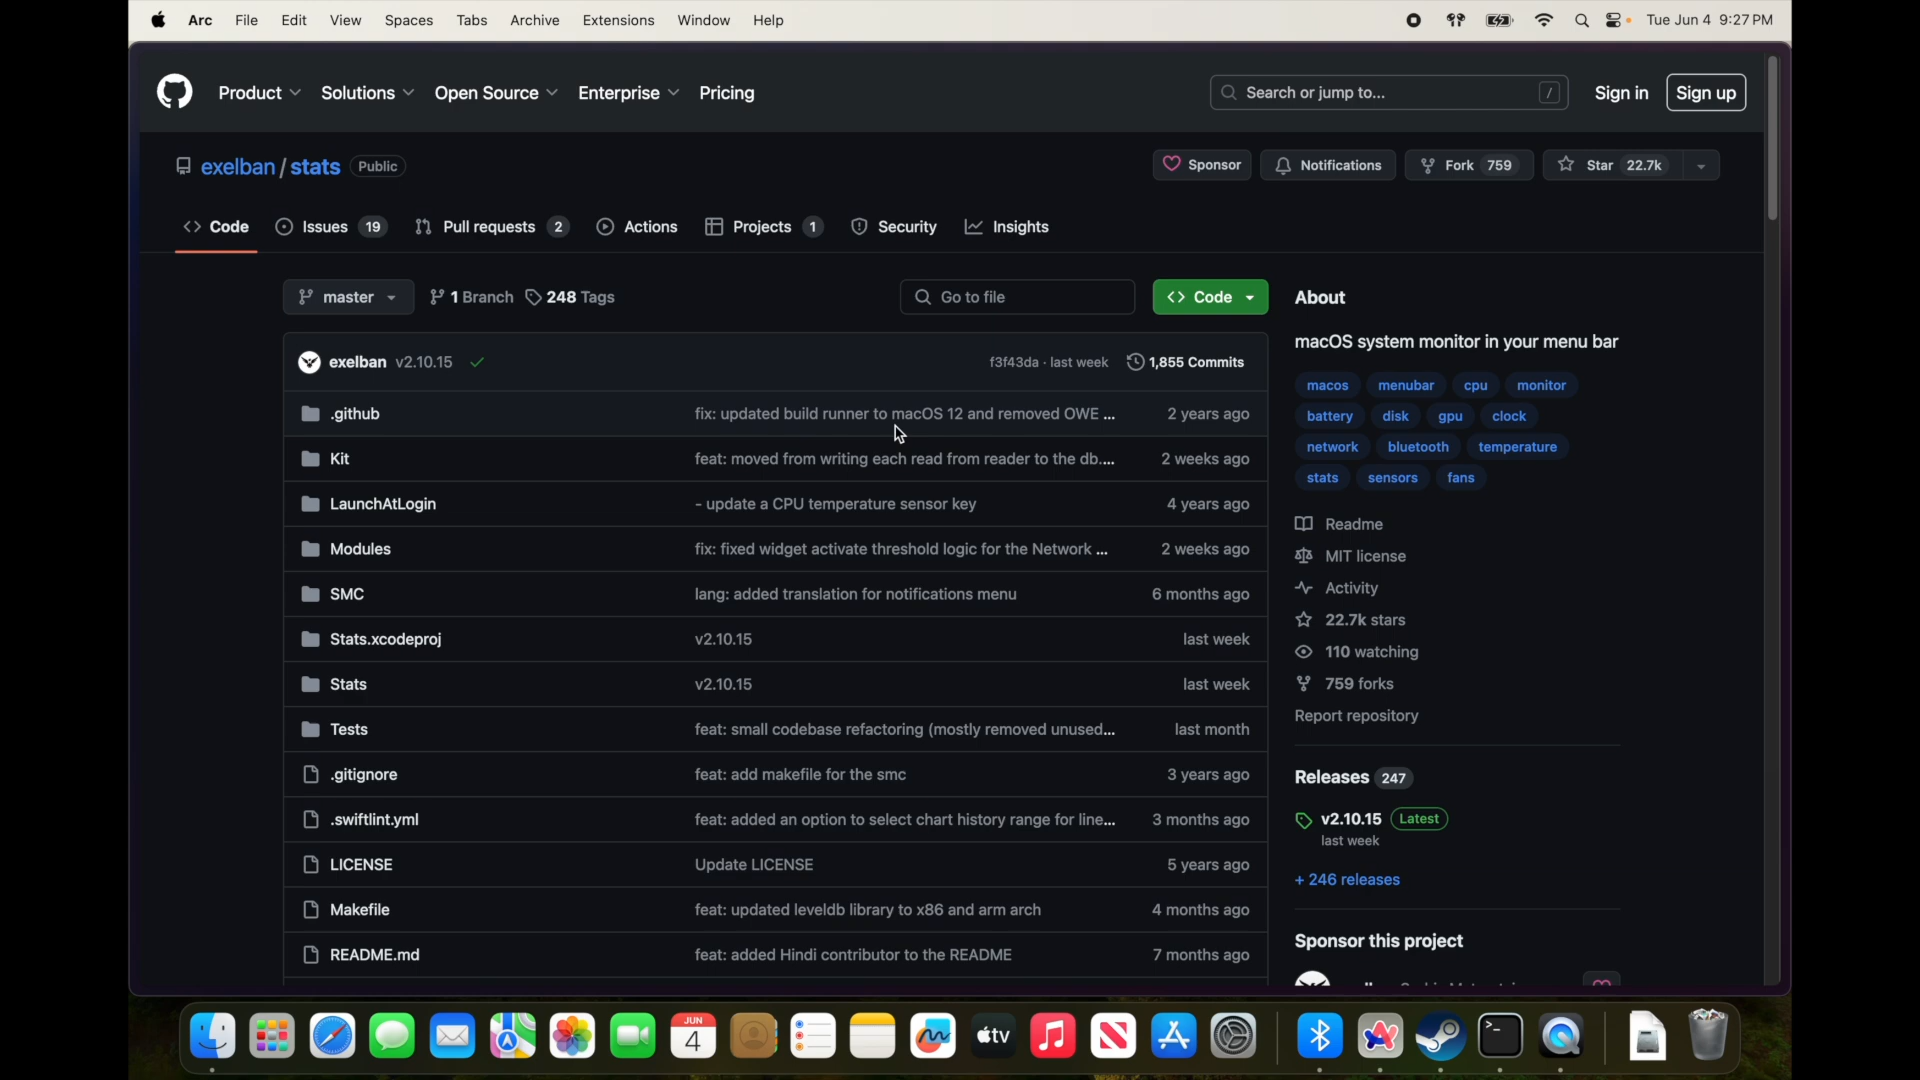 Arc File Edit View Spaces Tabs Archive Extensions Window Help Tue Jun 4 9:27 PM
Product Solutions Open Source Enterprise Pricing Search or jump to... / Sign in Sign up
exelban / stats Public Sponsor Notifications Fork 759 Star 22.7k
Code Issues 19 Pull requests 2 Actions Projects 1 Security Insights
master 1 Branch 248 Tags Go to file Code
exelban v2.10.15 f3f43da · last week 1,855 Commits
.github fix: updated build runner to macOS 12 and removed OWE ... 2 years ago
Kit feat: moved from writing each read from reader to the db.... 2 weeks ago
LaunchAtLogin - update a CPU temperature sensor key 4 years ago
Modules fix: fixed widget activate threshold logic for the Network ... 2 weeks ago
SMC lang: added translation for notifications menu 6 months ago
Stats.xcodeproj v2.10.15 last week
Stats v2.10.15 last week
Tests feat: small codebase refactoring (mostly removed unused... last month
.gitignore feat: add makefile for the smc 3 years ago
.swiftlint.yml feat: added an option to select chart history range for line... 3 months ago
LICENSE Update LICENSE 5 years ago
Makefile feat: updated leveldb library to x86 and arm arch 4 months ago
README.md feat: added Hindi contributor to the README 7 months ago
About
macOS system monitor in your menu bar
macos menubar cpu monitor
battery disk gpu clock
network bluetooth temperature
stats sensors fans
Readme
MIT license
Activity
22.7k stars
110 watching
759 forks
Report repository
Releases 247
v2.10.15 Latest
last week
+ 246 releases
Sponsor this project
JUN
4
tv